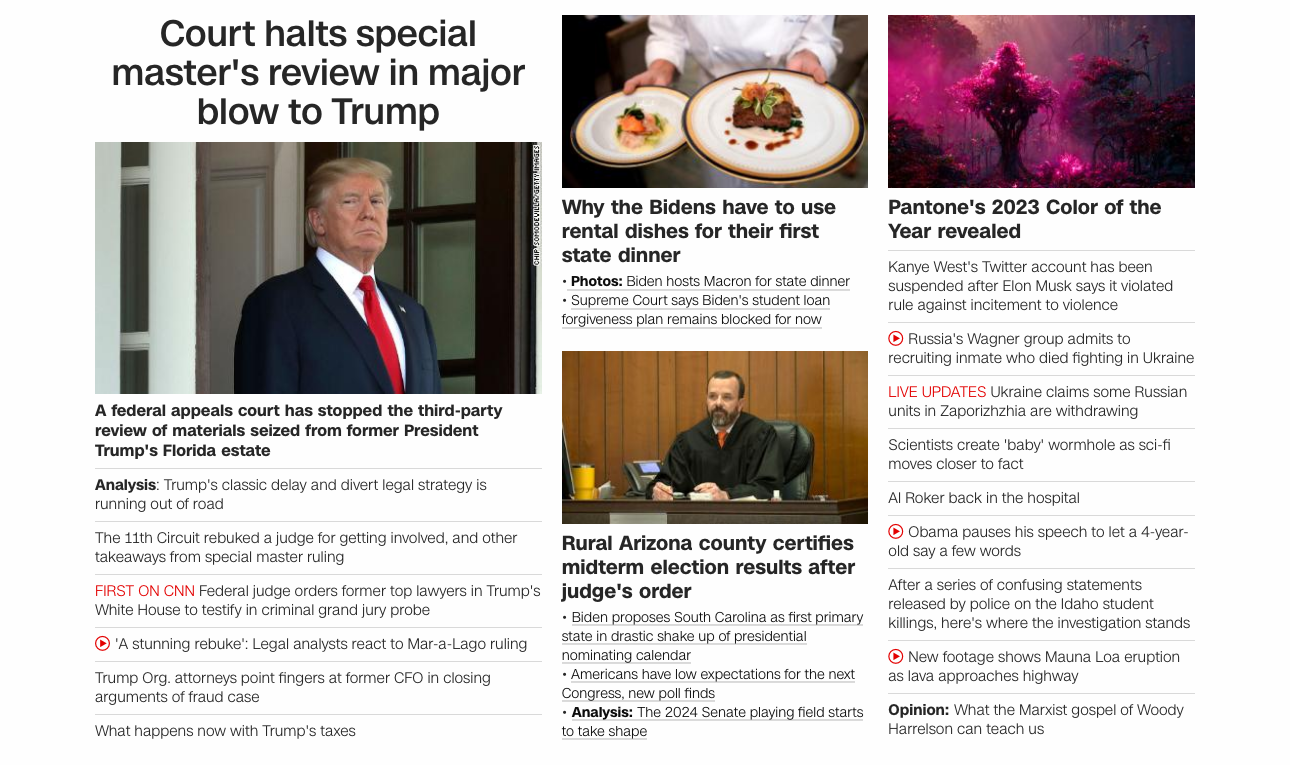 Court halts special
master's review in major
blow to Trump
CHIP SOMODEVILLA/GETTY IMAGES
A federal appeals court has stopped the third-party
review of materials seized from former President
Trump's Florida estate
Analysis: Trump's classic delay and divert legal strategy is
running out of road
The 11th Circuit rebuked a judge for getting involved, and other
takeaways from special master ruling
FIRST ON CNN Federal judge orders former top lawyers in Trump's
White House to testify in criminal grand jury probe
'A stunning rebuke': Legal analysts react to Mar-a-Lago ruling
Trump Org. attorneys point fingers at former CFO in closing
arguments of fraud case
What happens now with Trump's taxes
Why the Bidens have to use
rental dishes for their first
state dinner
• Photos: Biden hosts Macron for state dinner
• Supreme Court says Biden's student loan
forgiveness plan remains blocked for now
Rural Arizona county certifies
midterm election results after
judge's order
• Biden proposes South Carolina as first primary
state in drastic shake up of presidential
nominating calendar
• Americans have low expectations for the next
Congress, new poll finds
• Analysis: The 2024 Senate playing field starts
to take shape
Pantone's 2023 Color of the
Year revealed
Kanye West's Twitter account has been
suspended after Elon Musk says it violated
rule against incitement to violence
Russia's Wagner group admits to
recruiting inmate who died fighting in Ukraine
LIVE UPDATES Ukraine claims some Russian
units in Zaporizhzhia are withdrawing
Scientists create 'baby' wormhole as sci-fi
moves closer to fact
Al Roker back in the hospital
Obama pauses his speech to let a 4-year-
old say a few words
After a series of confusing statements
released by police on the Idaho student
killings, here's where the investigation stands
New footage shows Mauna Loa eruption
as lava approaches highway
Opinion: What the Marxist gospel of Woody
Harrelson can teach us